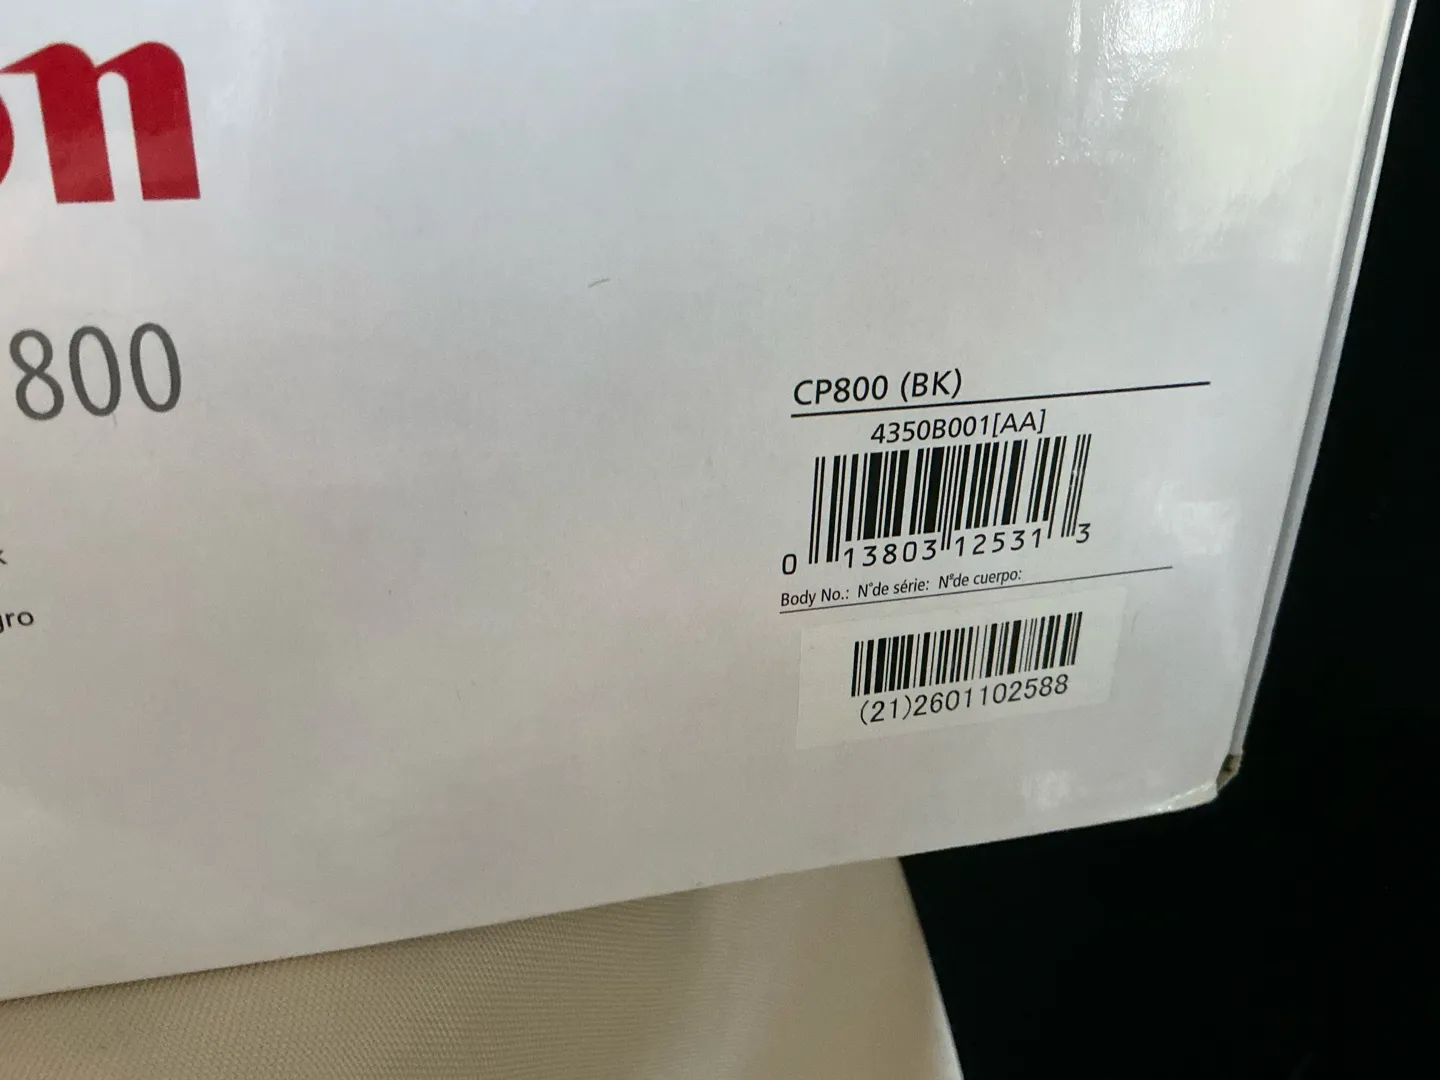 on
800
CP800 (BK)
4350B001[AA]
0 13803 12531 3
Body No.: N°de série: N°de cuerpo:
(21)2601102588
gro